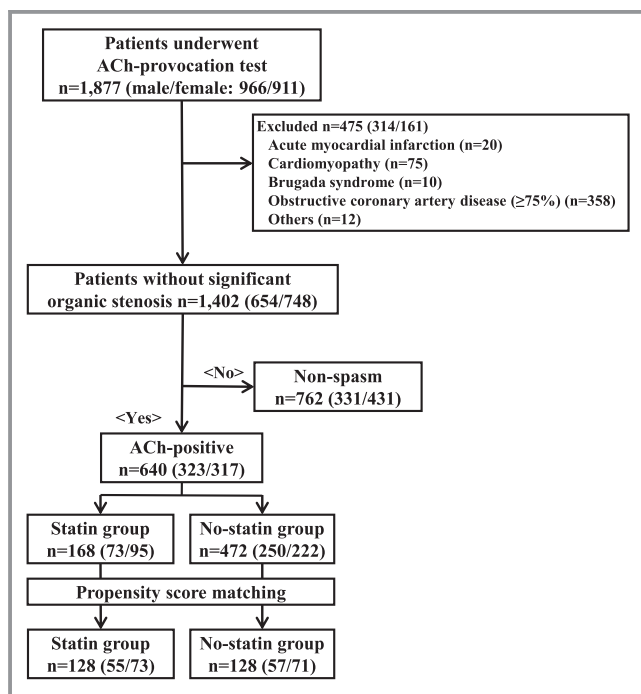 Patients underwent
ACh-provocation test
n=1,877 (male/female: 966/911)
Excluded n=475 (314/161)
Acute myocardial infarction (n=20)
Cardiomyopathy (n=75)
Brugada syndrome (n=10)
Obstructive coronary artery disease (≥75%) (n=358)
Others (n=12)
Patients without significant
organic stenosis n=1,402 (654/748)
<No>
Non-spasm
n=762 (331/431)
<Yes>
ACh-positive
n=640 (323/317)
Statin group
n=168 (73/95)
No-statin group
n=472 (250/222)
Propensity score matching
Statin group
n=128 (55/73)
No-statin group
n=128 (57/71)